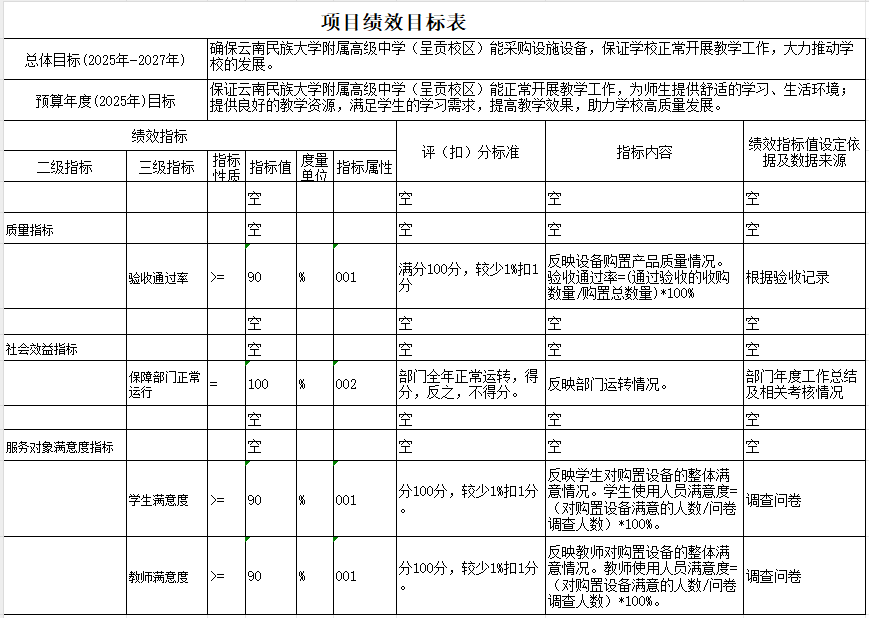 项目绩效目标表
总体目标(2025年-2027年)
确保云南民族大学附属高级中学（呈贡校区）能采购设施设备，保证学校正常开展教学工作，大力推动学
校的发展。
预算年度(2025年)目标
保证云南民族大学附属高级中学（呈贡校区）能正常开展教学工作，为师生提供舒适的学习、生活环境；
提供良好的教学资源，满足学生的学习需求，提高教学效果，助力学校高质量发展。
绩效指标
评（扣）分标准
指标内容
绩效指标值设定依
据及数据来源
二级指标
三级指标
指标
性质
指标值
度量
单位
指标属性
空
空
空
空
质量指标
空
空
空
空
验收通过率
>=
90
%
001
满分100分，较少1%扣1
分
反映设备购置产品质量情况。
验收通过率=(通过验收的收购
数量/购置总数量)*100%
根据验收记录
空
空
空
空
社会效益指标
空
空
空
空
保障部门正常
运行
=
100
%
002
部门全年正常运转，得
分，反之，不得分。
反映部门运转情况。
部门年度工作总结
及相关考核情况
空
空
空
空
服务对象满意度指标
空
空
空
空
学生满意度
>=
90
%
001
分100分，较少1%扣1分
。
反映学生对购置设备的整体满
意情况。学生使用人员满意度=
（对购置设备满意的人数/问卷
调查人数）*100%。
调查问卷
教师满意度
>=
90
%
001
分100分，较少1%扣1分
。
反映教师对购置设备的整体满
意情况。教师使用人员满意度=
（对购置设备满意的人数/问卷
调查人数）*100%。
调查问卷